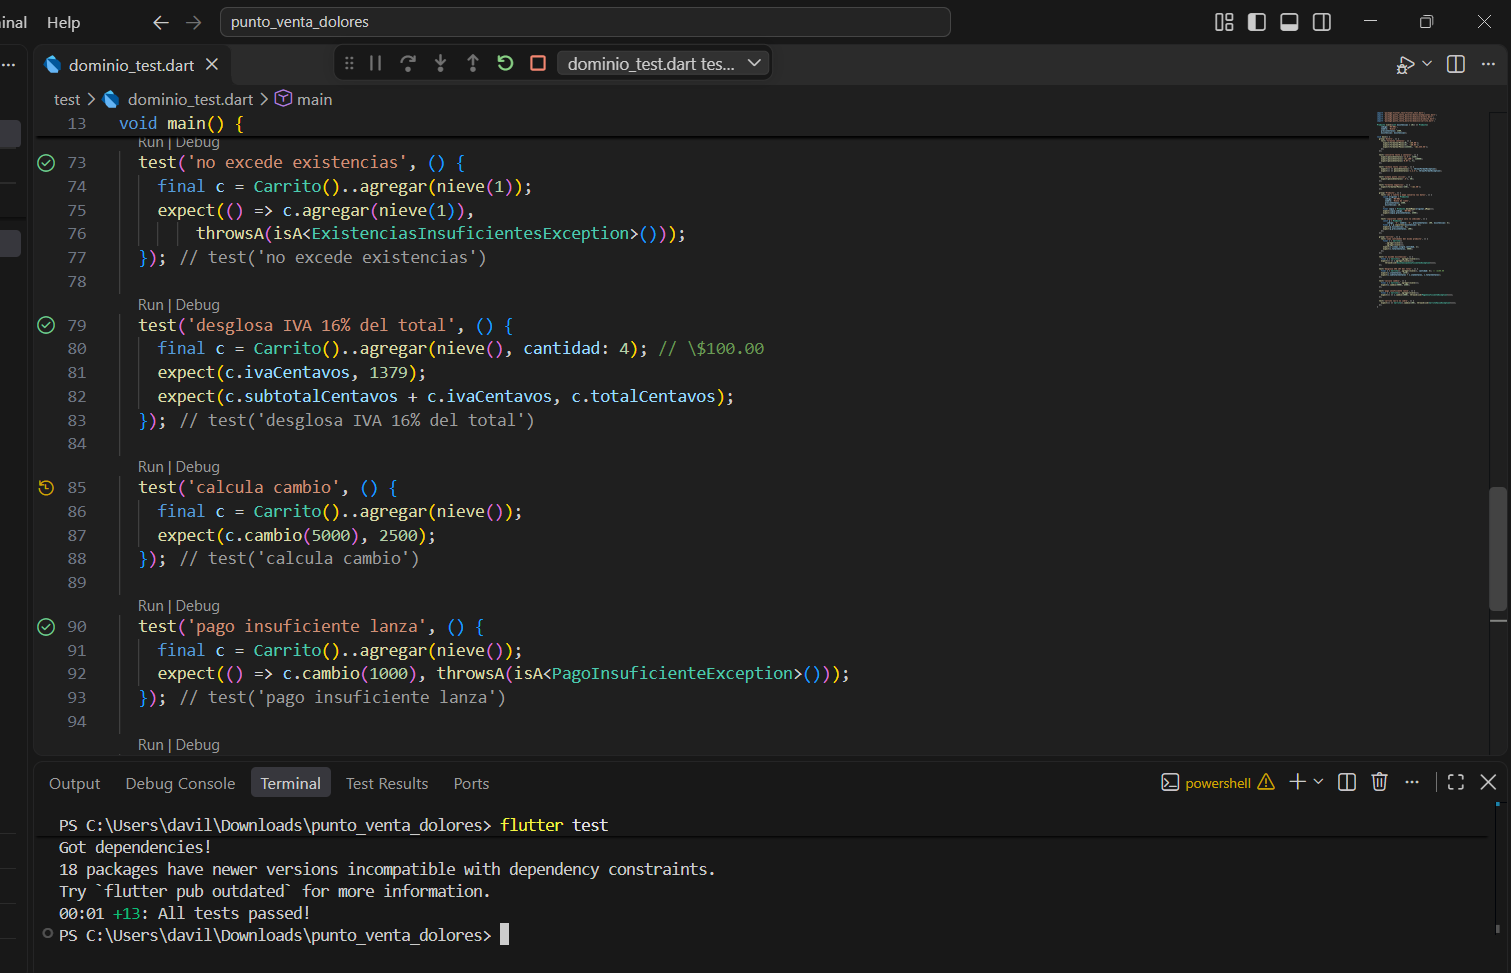 inal Help punto_venta_dolores
dominio_test.dart dominio_test.dart tes...
test > dominio_test.dart > main
13 void main() {
Run | Debug
73 test('no excede existencias', () {
74 final c = Carrito()..agregar(nieve(1));
75 expect(() => c.agregar(nieve(1)),
76 throwsA(isA<ExistenciasInsuficientesException>()));
77 }); // test('no excede existencias')
78
Run | Debug
79 test('desglosa IVA 16% del total', () {
80 final c = Carrito()..agregar(nieve(), cantidad: 4); // \$100.00
81 expect(c.ivaCentavos, 1379);
82 expect(c.subtotalCentavos + c.ivaCentavos, c.totalCentavos);
83 }); // test('desglosa IVA 16% del total')
84
Run | Debug
85 test('calcula cambio', () {
86 final c = Carrito()..agregar(nieve());
87 expect(c.cambio(5000), 2500);
88 }); // test('calcula cambio')
89
Run | Debug
90 test('pago insuficiente lanza', () {
91 final c = Carrito()..agregar(nieve());
92 expect(() => c.cambio(1000), throwsA(isA<PagoInsuficienteException>()));
93 }); // test('pago insuficiente lanza')
94
Run | Debug
Output Debug Console Terminal Test Results Ports powershell
PS C:\Users\davil\Downloads\punto_venta_dolores> flutter test
Got dependencies!
18 packages have newer versions incompatible with dependency constraints.
Try `flutter pub outdated` for more information.
00:01 +13: All tests passed!
PS C:\Users\davil\Downloads\punto_venta_dolores>